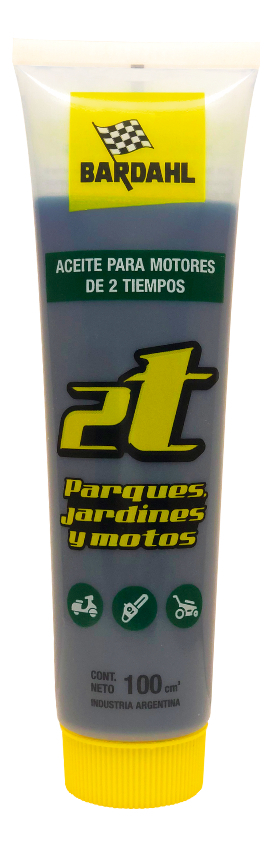 BARDAHL
ACEITE PARA MOTORES
DE 2 TIEMPOS
2t
Parques,
jardines
y motos
CONT.
NETO 100 cm³
INDUSTRIA ARGENTINA